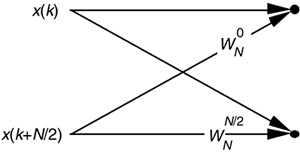 x(k)
W_N^0
x(k+N/2)
W_N^{N/2}